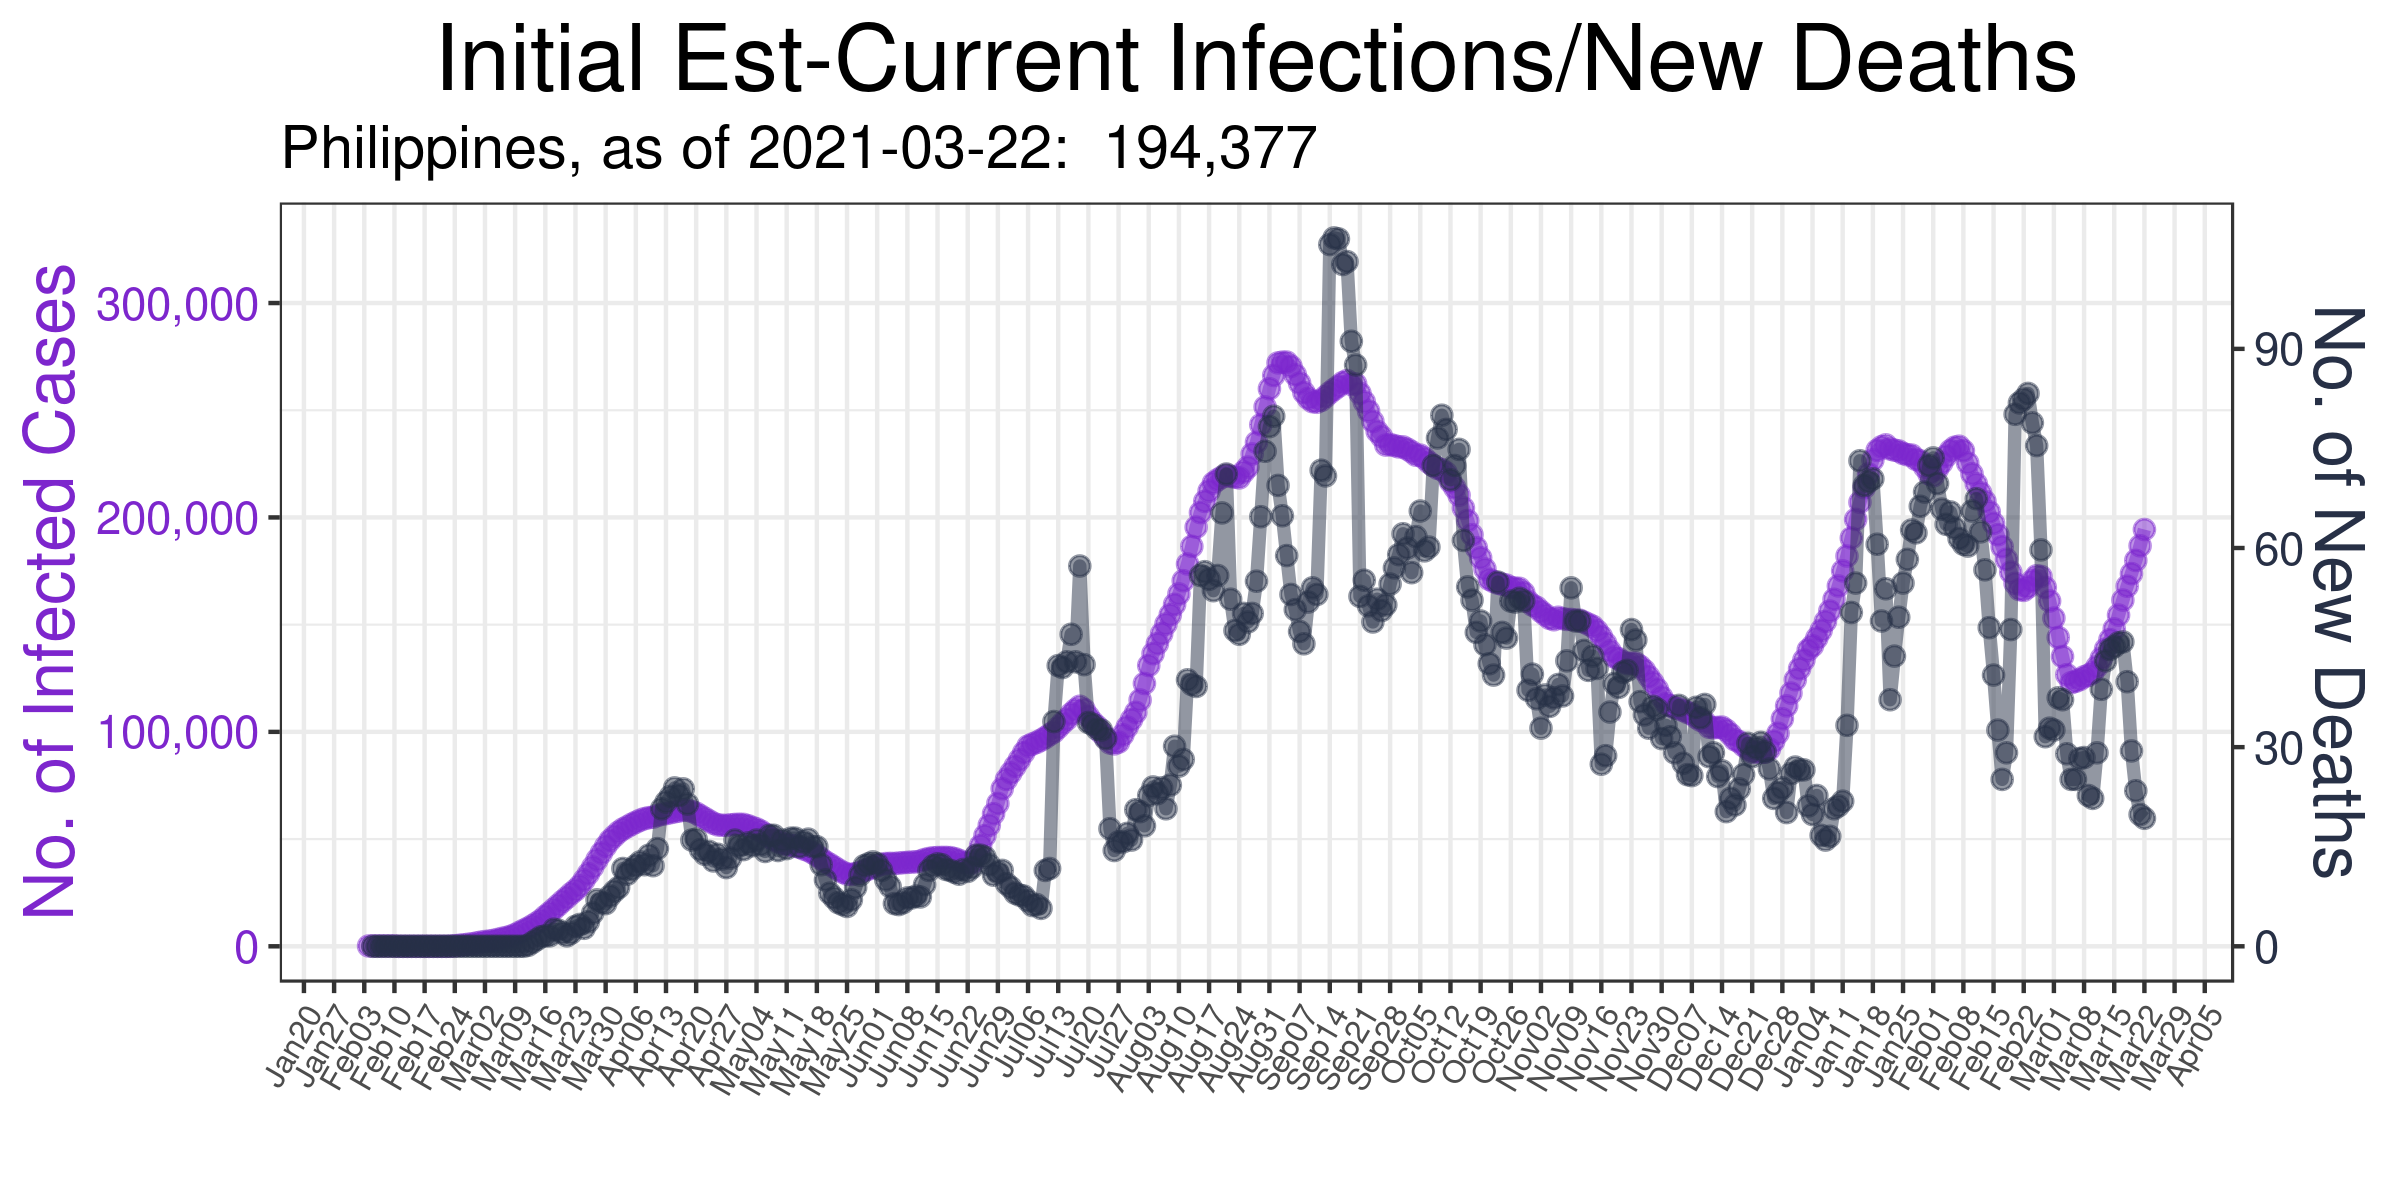 Initial Est-Current Infections/New Deaths
Philippines, as of 2021-03-22:  194,377
No. of Infected Cases
300,000
200,000
100,000
0
90
60
30
0
No. of New Deaths
Jan20
Jan27
Feb03
Feb10
Feb17
Feb24
Mar02
Mar09
Mar16
Mar23
Mar30
Apr06
Apr13
Apr20
Apr27
May04
May11
May18
May25
Jun01
Jun08
Jun15
Jun22
Jun29
Jul06
Jul13
Jul20
Jul27
Aug03
Aug10
Aug17
Aug24
Aug31
Sep07
Sep14
Sep21
Sep28
Oct05
Oct12
Oct19
Oct26
Nov02
Nov09
Nov16
Nov23
Nov30
Dec07
Dec14
Dec21
Dec28
Jan04
Jan11
Jan18
Jan25
Feb01
Feb08
Feb15
Feb22
Mar01
Mar08
Mar15
Mar22
Mar29
Apr05